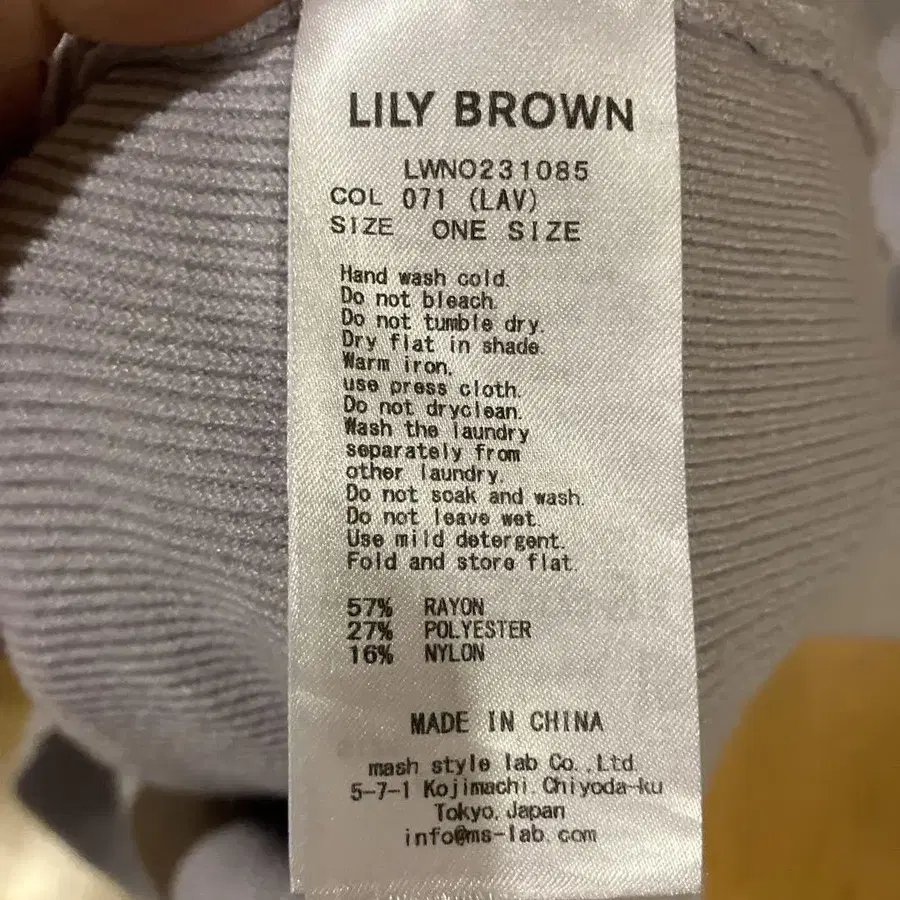 LILY BROWN
LWNO231085
COL 071 (LAV)
SIZE ONE SIZE
Hand wash cold.
Do not bleach.
Do not tumble dry.
Dry flat in shade.
Warm iron.
use press cloth.
Do not dryclean.
Wash the laundry
separately from
other laundry.
Do not soak and wash.
Do not leave wet.
Use mild detergent.
Fold and store flat.
57% RAYON
27% POLYESTER
16% NYLON
MADE IN CHINA
mash style lab Co.,Ltd.
5-7-1 Kojimachi,Chiyoda-ku
Tokyo,Japan
info@ms-lab.com